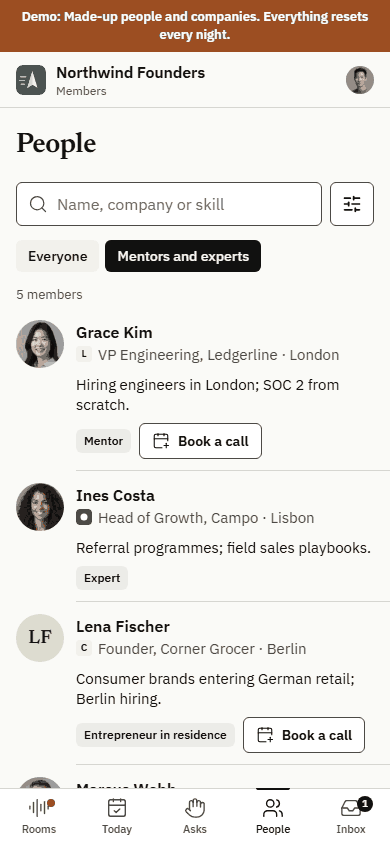 Demo: Made-up people and companies. Everything resets
every night.
Northwind Founders
Members
People
Name, company or skill
Everyone
Mentors and experts
5 members
Grace Kim
L VP Engineering, Ledgerline · London
Hiring engineers in London; SOC 2 from
scratch.
Mentor
Book a call
Ines Costa
Head of Growth, Campo · Lisbon
Referral programmes; field sales playbooks.
Expert
LF
Lena Fischer
C Founder, Corner Grocer · Berlin
Consumer brands entering German retail;
Berlin hiring.
Entrepreneur in residence
Book a call
Rooms
Today
Asks
People
1
Inbox